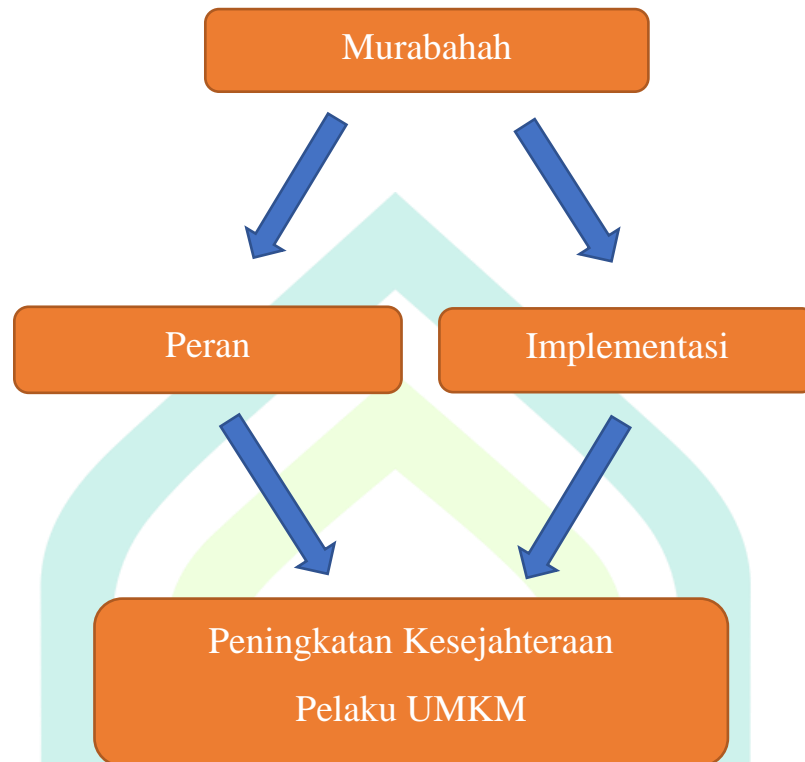 Murabahah
Peran
Implementasi
Peningkatan Kesejahteraan
Pelaku UMKM